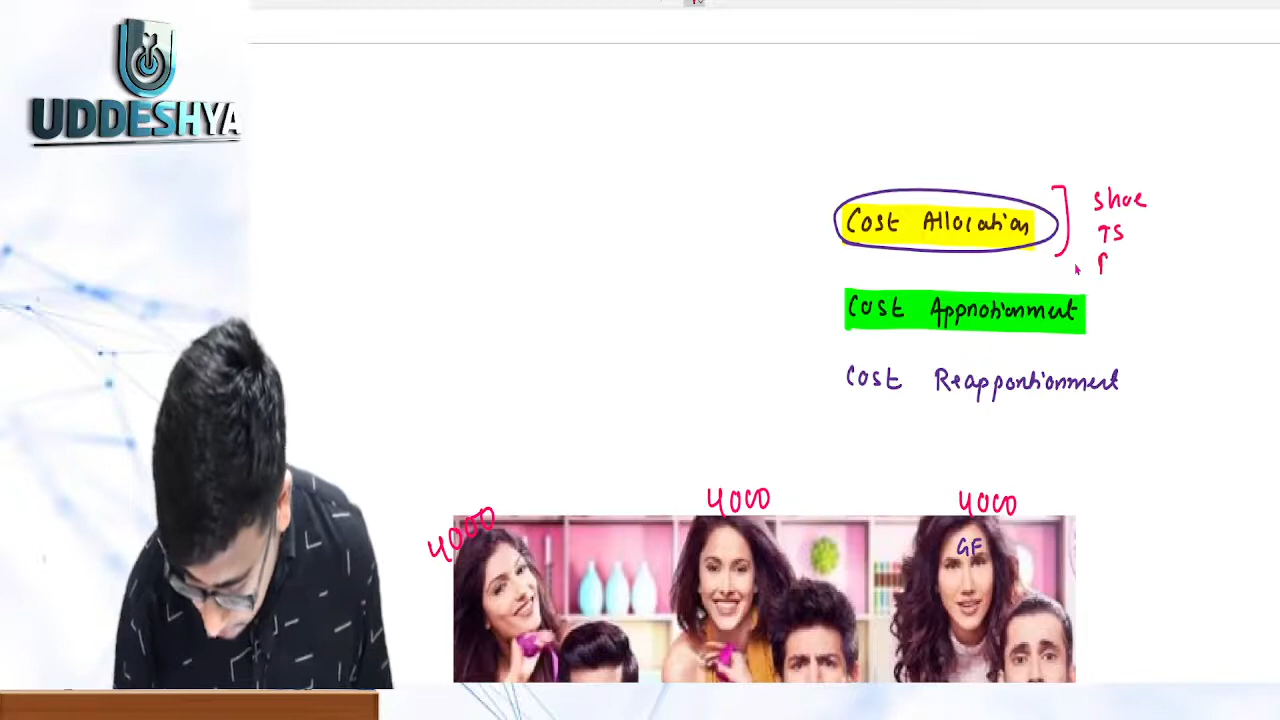 UDDESHYA
Cost Allocation
Shoe
TS
Cost Apportionment
Cost Reapportionment
4000
4000
4000
GF